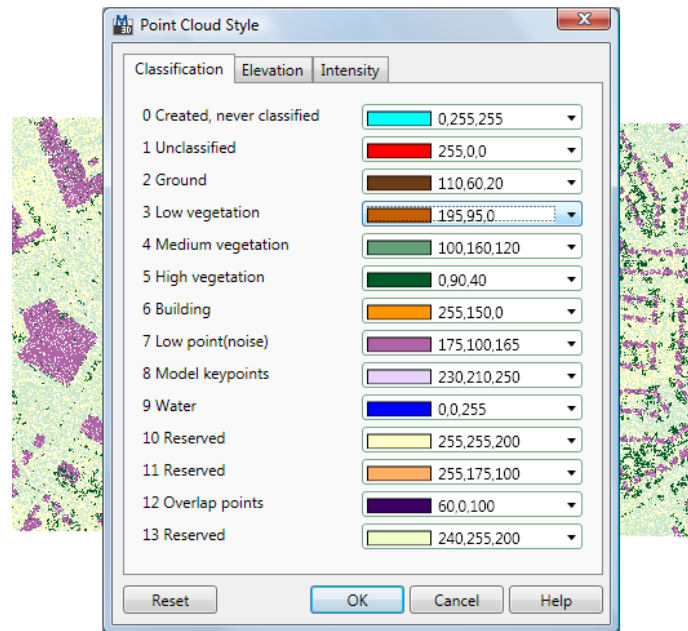 M 3D Point Cloud Style X
Classification Elevation Intensity
0 Created, never classified 0,255,255
1 Unclassified 255,0,0
2 Ground 110,60,20
3 Low vegetation 195,95,0
4 Medium vegetation 100,160,120
5 High vegetation 0,90,40
6 Building 255,150,0
7 Low point(noise) 175,100,165
8 Model keypoints 230,210,250
9 Water 0,0,255
10 Reserved 255,255,200
11 Reserved 255,175,100
12 Overlap points 60,0,100
13 Reserved 240,255,200
Reset OK Cancel Help